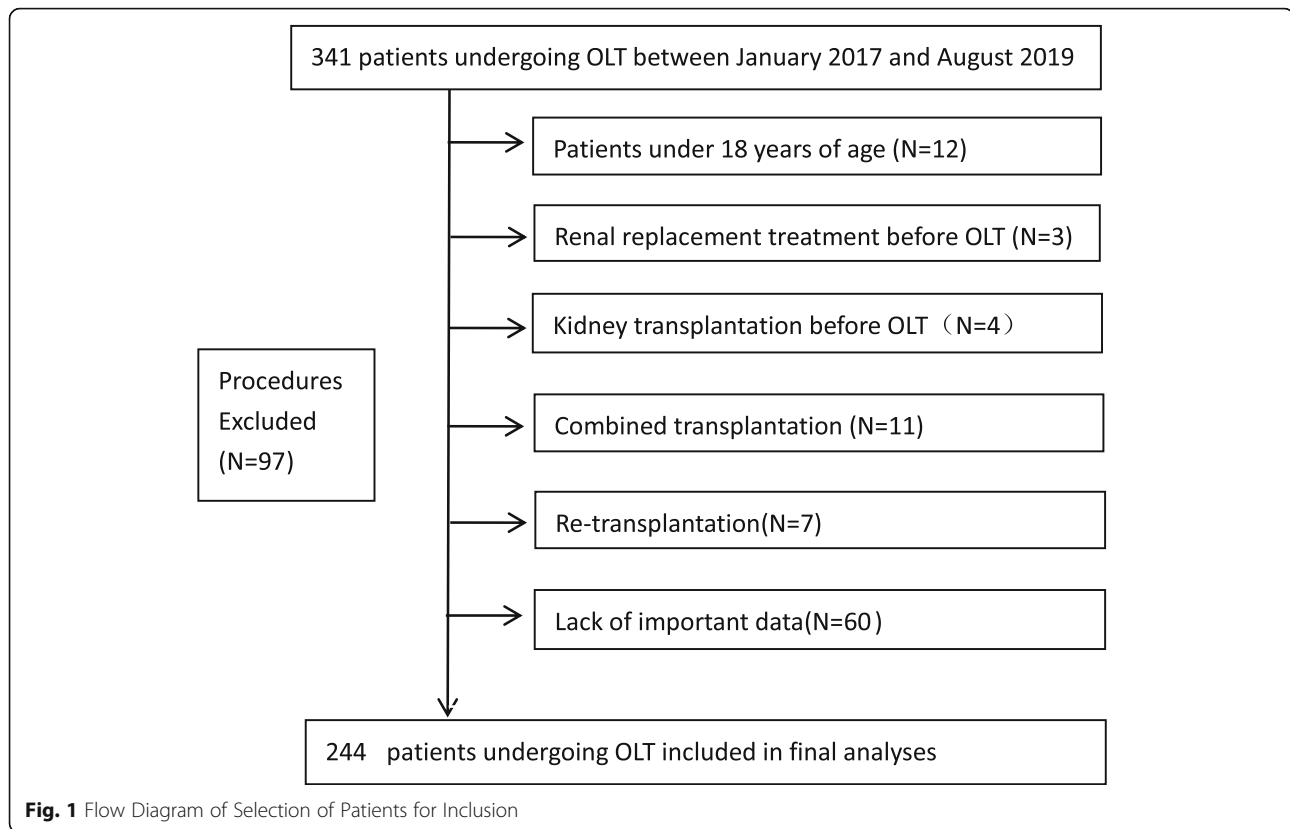 341 patients undergoing OLT between January 2017 and August 2019
Patients under 18 years of age (N=12)
Renal replacement treatment before OLT (N=3)
Kidney transplantation before OLT（N=4）
Procedures
Excluded
(N=97)
Combined transplantation (N=11)
Re-transplantation(N=7)
Lack of important data(N=60)
244 patients undergoing OLT included in final analyses
Fig. 1 Flow Diagram of Selection of Patients for Inclusion